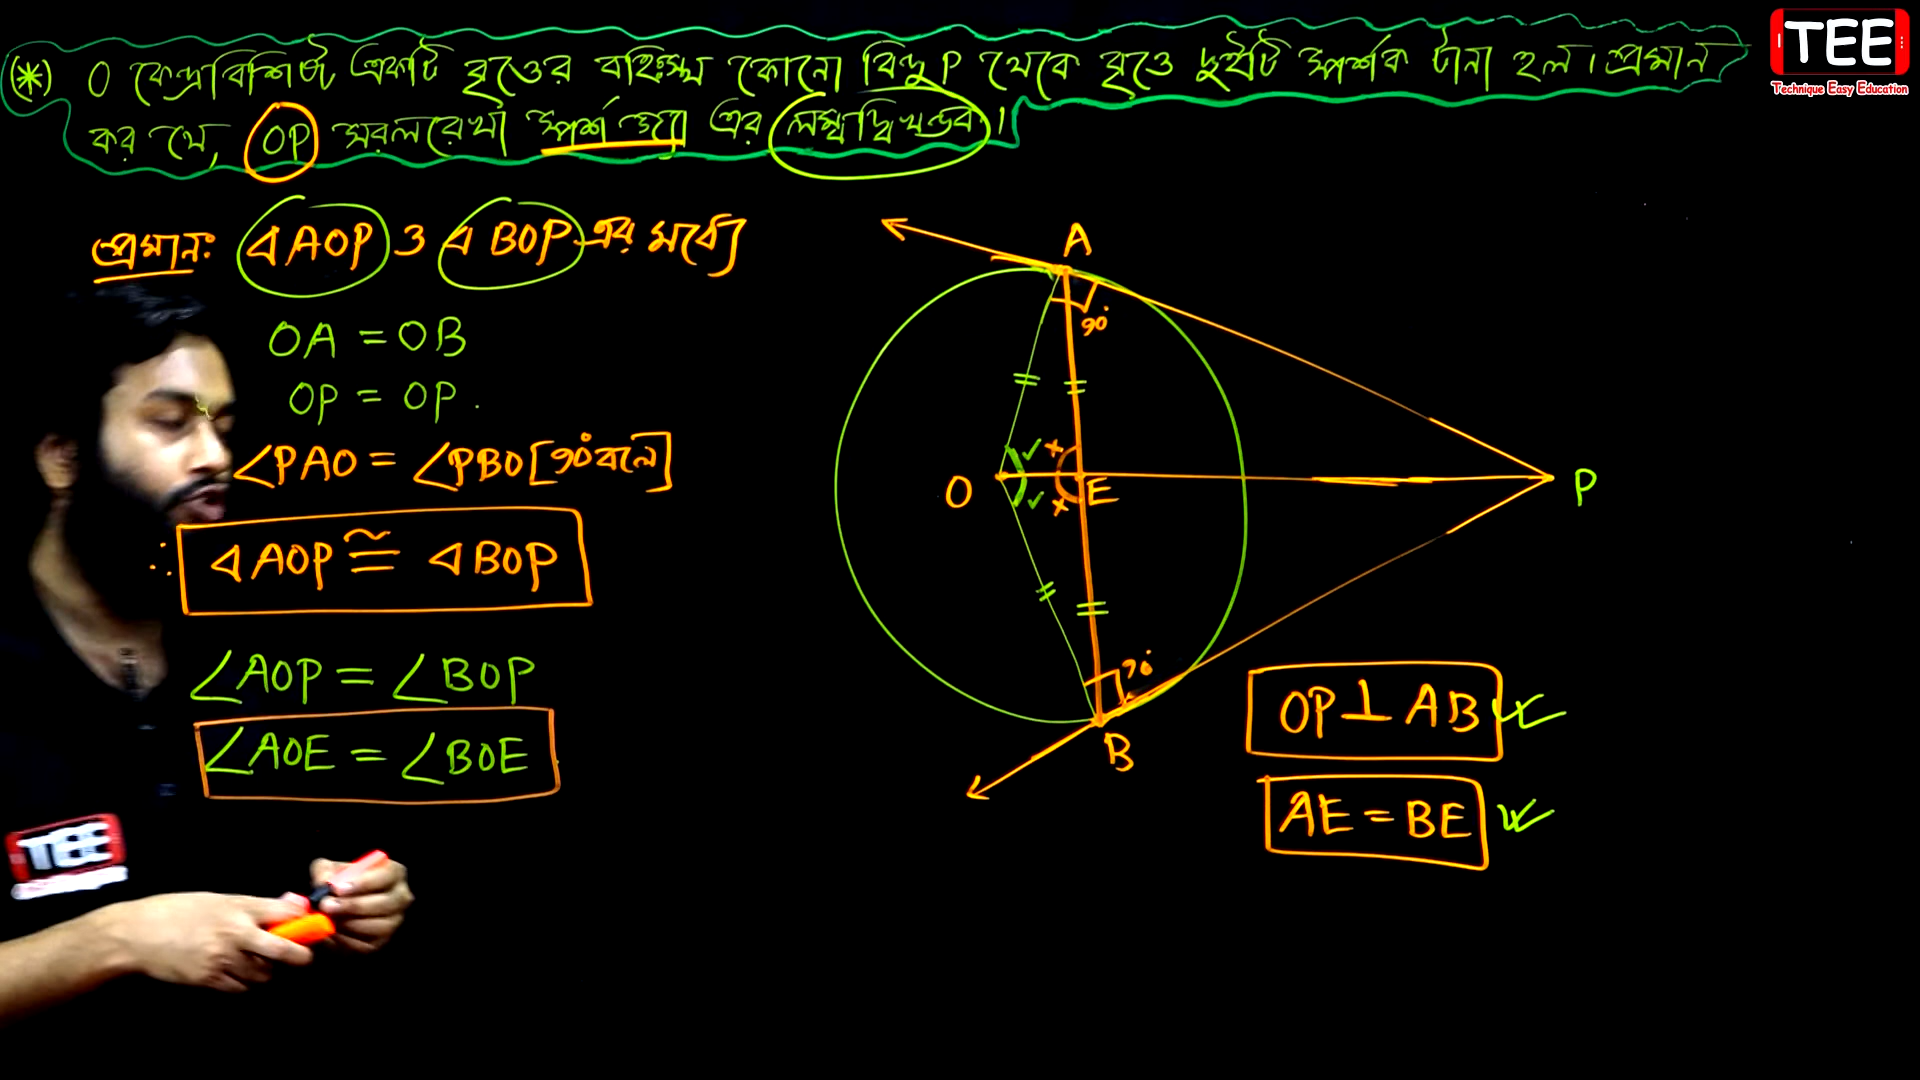 (*) O কেন্দ্রবিশিষ্ট একটি বৃত্তের বহিঃস্থ কোনো বিন্দু P থেকে বৃত্তে দুইটি স্পর্শক টানা হল। প্রমান
কর যে, OP সরলরেখা স্পর্শ জ্যা এর লম্বদ্বিখন্ডক।
প্রমান: ⊲AOP ও ⊲BOP এর মধ্যে
OA = OB
OP = OP.
∠PAO = ∠PBO [90° বলে]
∴ ⊲AOP ≅ ⊲BOP
∠AOP = ∠BOP
∠AOE = ∠BOE
A
90°
O
E
P
90°
B
OP ⊥ AB
AE = BE
TEE
Technique Easy Education
TEE